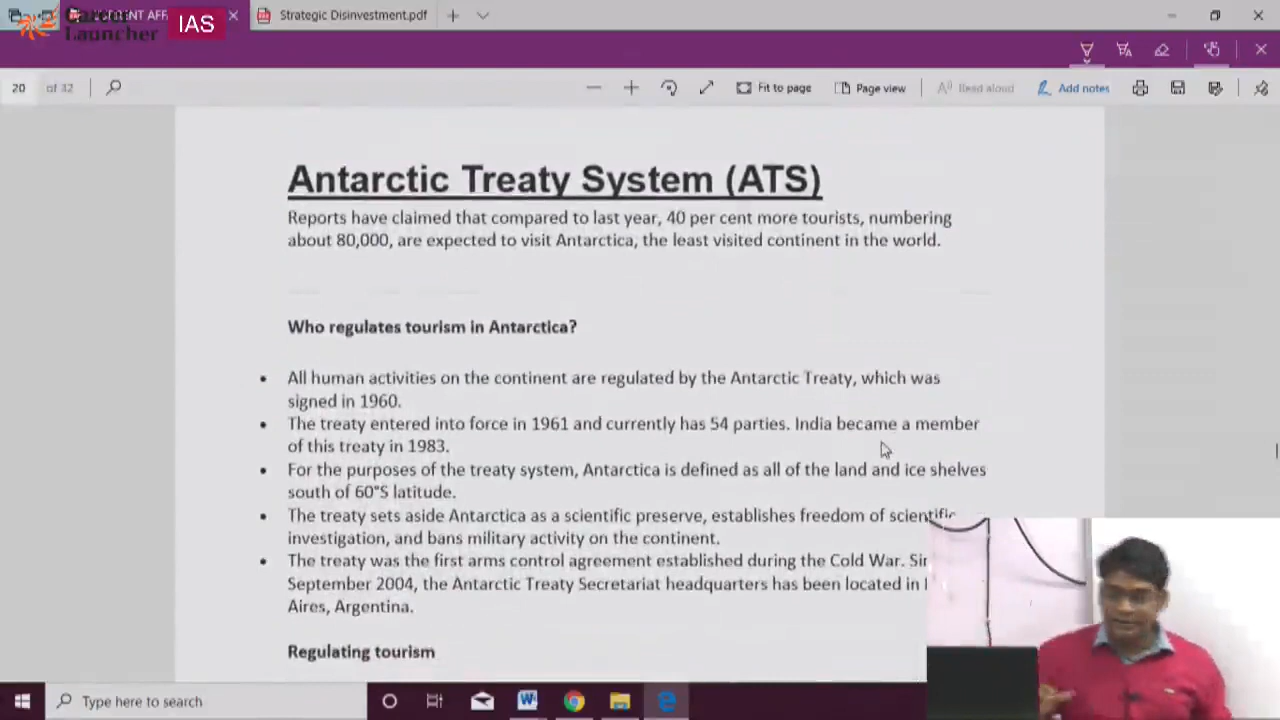 Career Launcher IAS
Strategic Disinvestment.pdf
20 of 32
Fit to page
Page view
Read aloud
Add notes
Antarctic Treaty System (ATS)
Reports have claimed that compared to last year, 40 per cent more tourists, numbering
about 80,000, are expected to visit Antarctica, the least visited continent in the world.
Who regulates tourism in Antarctica?
• All human activities on the continent are regulated by the Antarctic Treaty, which was
signed in 1960.
• The treaty entered into force in 1961 and currently has 54 parties. India became a member
of this treaty in 1983.
• For the purposes of the treaty system, Antarctica is defined as all of the land and ice shelves
south of 60°S latitude.
• The treaty sets aside Antarctica as a scientific preserve, establishes freedom of scientific
investigation, and bans military activity on the continent.
• The treaty was the first arms control agreement established during the Cold War.
September 2004, the Antarctic Treaty Secretariat headquarters has been located in
Aires, Argentina.
Regulating tourism
Type here to search